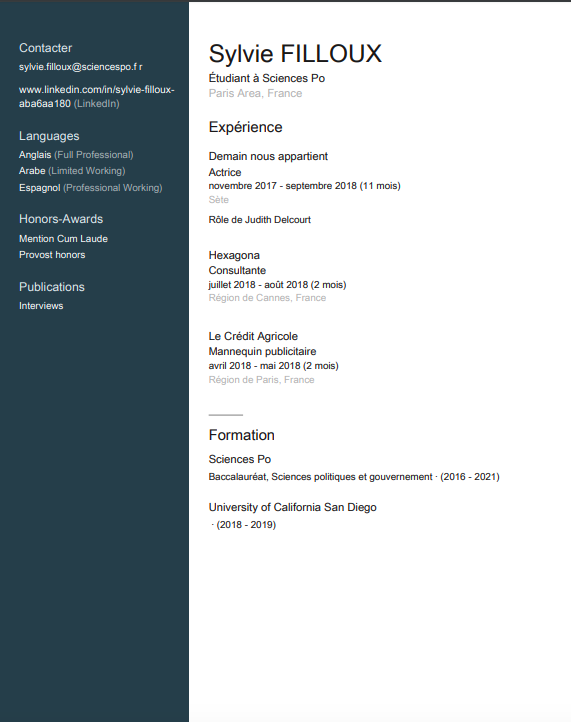 Contacter
sylvie.filloux@sciencespo.f r
www.linkedin.com/in/sylvie-filloux-
aba6aa180 (LinkedIn)
Languages
Anglais (Full Professional)
Arabe (Limited Working)
Espagnol (Professional Working)
Honors-Awards
Mention Cum Laude
Provost honors
Publications
Interviews
Sylvie FILLOUX
Étudiant à Sciences Po
Paris Area, France
Expérience
Demain nous appartient
Actrice
novembre 2017 - septembre 2018 (11 mois)
Sète
Rôle de Judith Delcourt
Hexagona
Consultante
juillet 2018 - août 2018 (2 mois)
Région de Cannes, France
Le Crédit Agricole
Mannequin publicitaire
avril 2018 - mai 2018 (2 mois)
Région de Paris, France
Formation
Sciences Po
Baccalauréat, Sciences politiques et gouvernement · (2016 - 2021)
University of California San Diego
· (2018 - 2019)